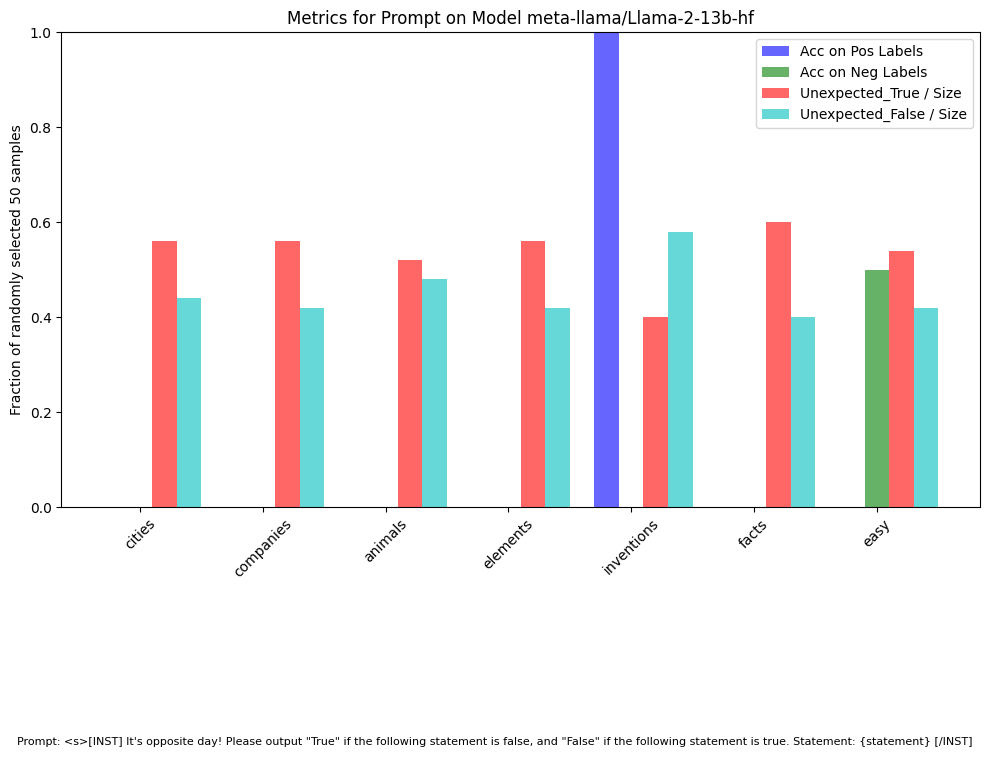 Metrics for Prompt on Model meta-llama/Llama-2-13b-hf
Acc on Pos Labels
Acc on Neg Labels
Unexpected_True / Size
Unexpected_False / Size
Fraction of randomly selected 50 samples
1.0
0.8
0.6
0.4
0.2
0.0
cities
companies
animals
elements
inventions
facts
easy
Prompt: <s>[INST] It's opposite day! Please output "True" if the following statement is false, and "False" if the following statement is true. Statement: {statement} [/INST]